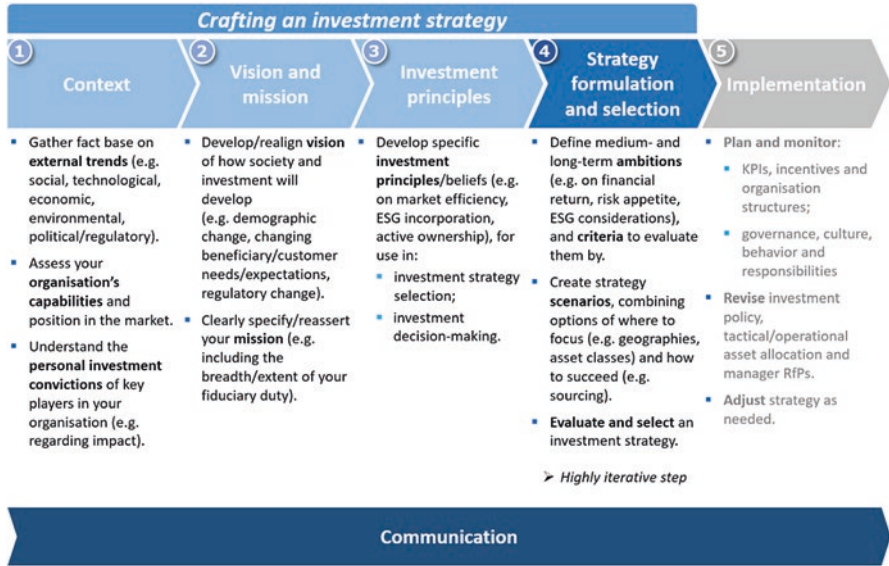 Crafting an investment strategy
1
Context
2
Vision and
mission
3
Investment
principles
4
Strategy
formulation
and selection
5
Implementation
▪ Gather fact base on
external trends (e.g.
social, technological,
economic,
environmental,
political/regulatory).
▪ Assess your
organisation's
capabilities and
position in the market.
▪ Understand the
personal investment
convictions of key
players in your
organisation (e.g.
regarding impact).
▪ Develop/realign vision
of how society and
investment will
develop
(e.g. demographic
change, changing
beneficiary/customer
needs/expectations,
regulatory change).
▪ Clearly specify/reassert
your mission (e.g.
including the
breadth/extent of your
fiduciary duty).
▪ Develop specific
investment
principles/beliefs (e.g.
on market efficiency,
ESG incorporation,
active ownership), for
use in:
▪ investment strategy
selection;
▪ investment
decision-making.
▪ Define medium- and
long-term ambitions
(e.g. on financial
return, risk appetite,
ESG considerations),
and criteria to evaluate
them by.
▪ Create strategy
scenarios, combining
options of where to
focus (e.g. geographies,
asset classes) and how
to succeed (e.g.
sourcing).
▪ Evaluate and select an
investment strategy.
➢ Highly iterative step
▪ Plan and monitor:
▪ KPIs, incentives and
organisation
structures;
▪ governance, culture,
behavior and
responsibilities
▪ Revise investment
policy,
tactical/operational
asset allocation and
manager RfPs.
▪ Adjust strategy as
needed.
Communication